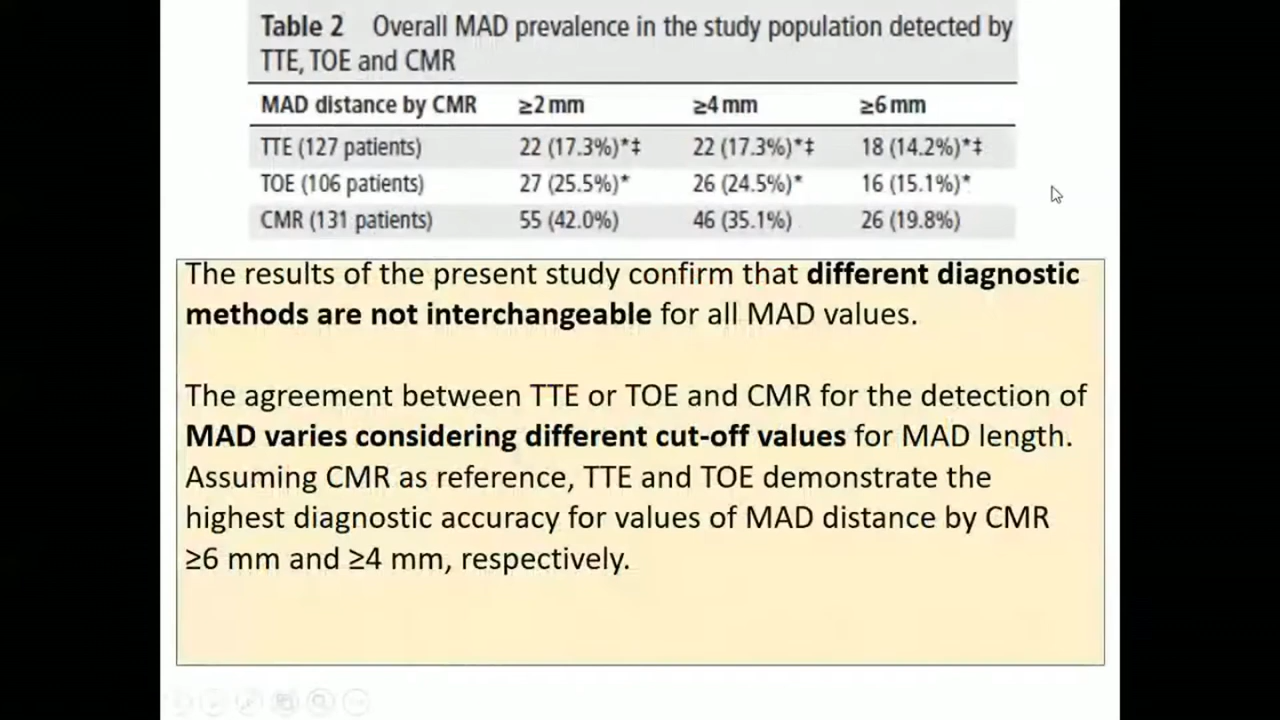 Table 2 Overall MAD prevalence in the study population detected by
TTE, TOE and CMR
MAD distance by CMR ≥2 mm ≥4 mm ≥6 mm
TTE (127 patients) 22 (17.3%)*‡ 22 (17.3%)*‡ 18 (14.2%)*‡
TOE (106 patients) 27 (25.5%)* 26 (24.5%)* 16 (15.1%)*
CMR (131 patients) 55 (42.0%) 46 (35.1%) 26 (19.8%)
The results of the present study confirm that different diagnostic
methods are not interchangeable for all MAD values.
The agreement between TTE or TOE and CMR for the detection of
MAD varies considering different cut-off values for MAD length.
Assuming CMR as reference, TTE and TOE demonstrate the
highest diagnostic accuracy for values of MAD distance by CMR
≥6 mm and ≥4 mm, respectively.